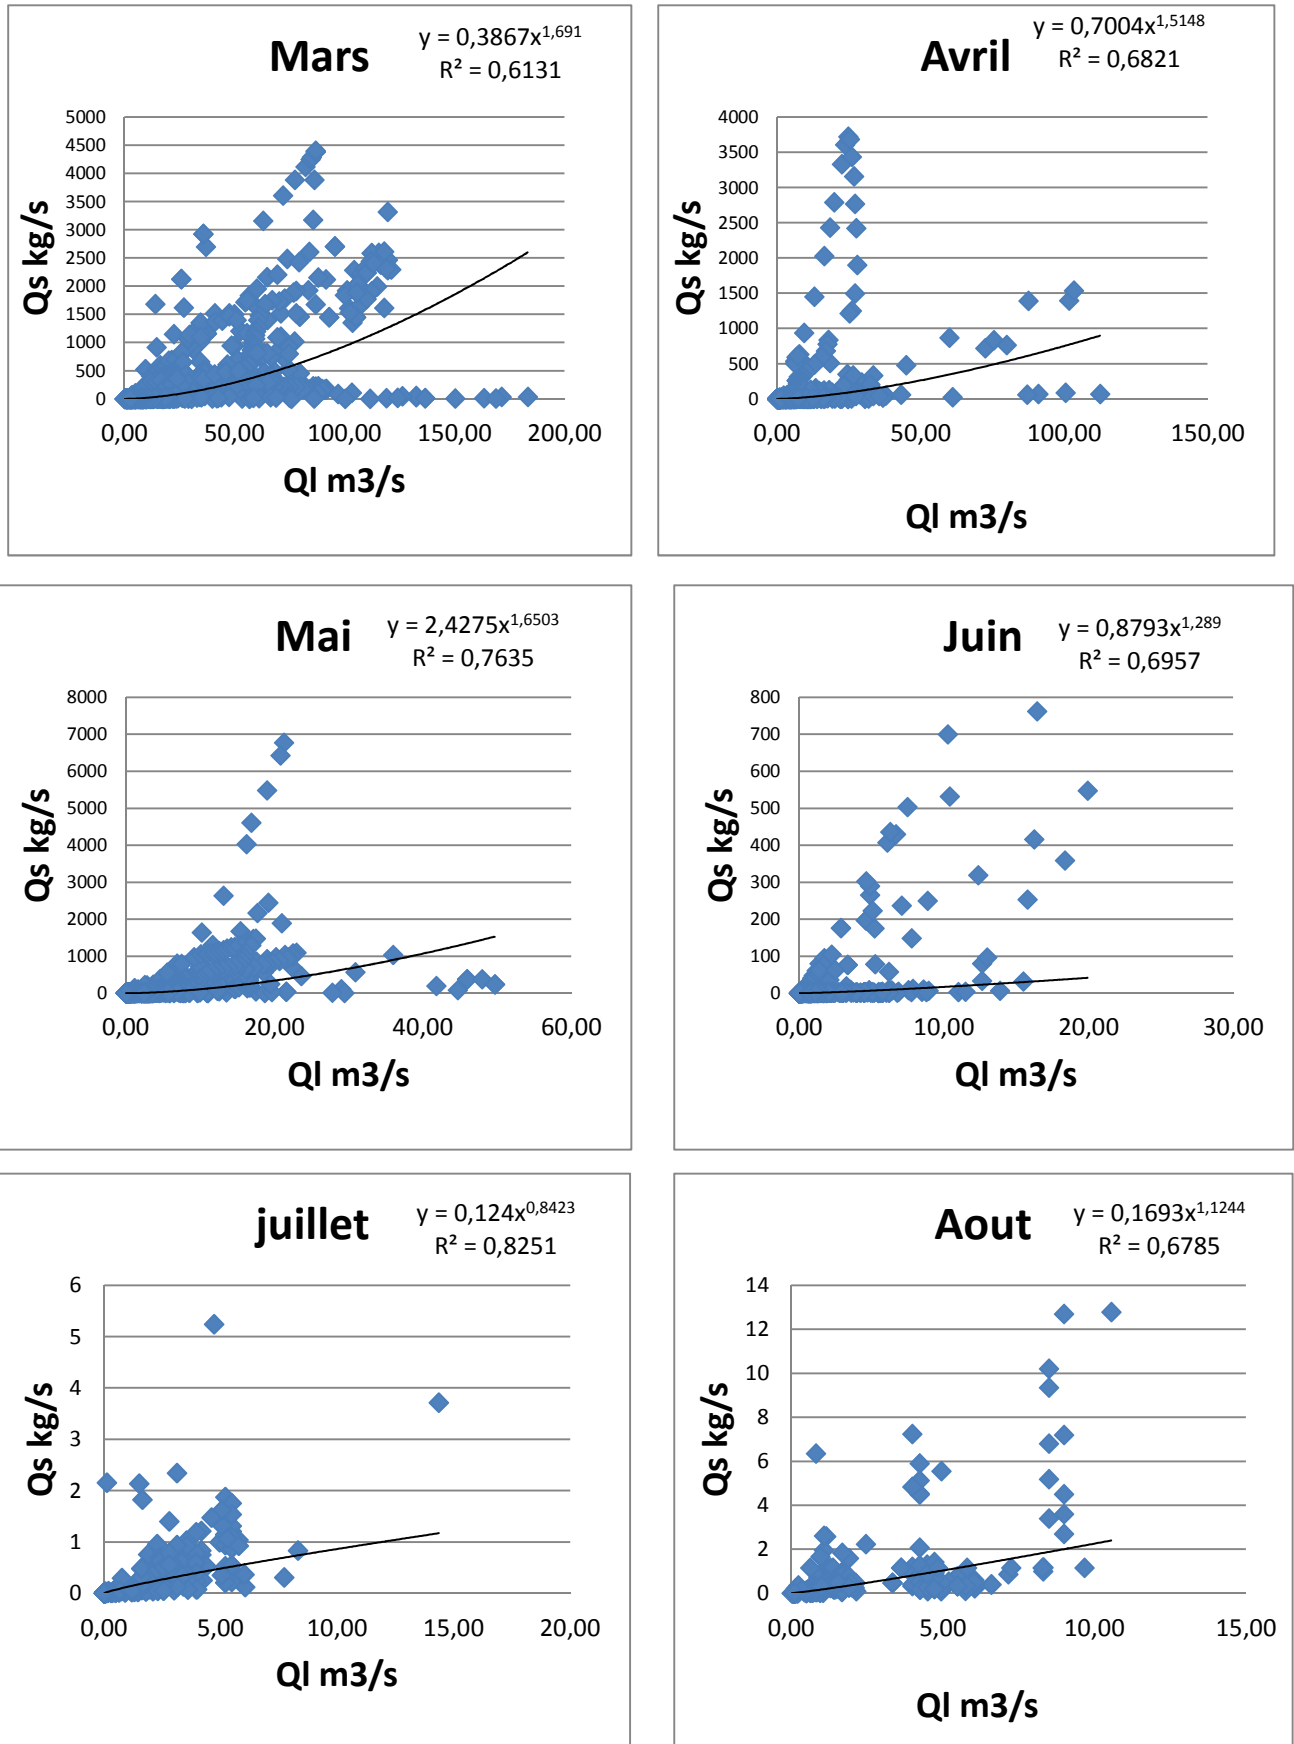 Mars
y = 0,3867x1,691
R² = 0,6131
5000
4500
4000
3500
3000
2500
2000
1500
1000
500
0
Qs kg/s
0,00 50,00 100,00 150,00 200,00
Ql m3/s
Avril
y = 0,7004x1,5148
R² = 0,6821
4000
3500
3000
2500
2000
1500
1000
500
0
Qs kg/s
0,00 50,00 100,00 150,00
Ql m3/s
Mai
y = 2,4275x1,6503
R² = 0,7635
8000
7000
6000
5000
4000
3000
2000
1000
0
Qs kg/s
0,00 20,00 40,00 60,00
Ql m3/s
Juin
y = 0,8793x1,289
R² = 0,6957
800
700
600
500
400
300
200
100
0
Qs kg/s
0,00 10,00 20,00 30,00
Ql m3/s
juillet
y = 0,124x0,8423
R² = 0,8251
6
5
4
3
2
1
0
Qs kg/s
0,00 5,00 10,00 15,00 20,00
Ql m3/s
Aout
y = 0,1693x1,1244
R² = 0,6785
14
12
10
8
6
4
2
0
Qs kg/s
0,00 5,00 10,00 15,00
Ql m3/s